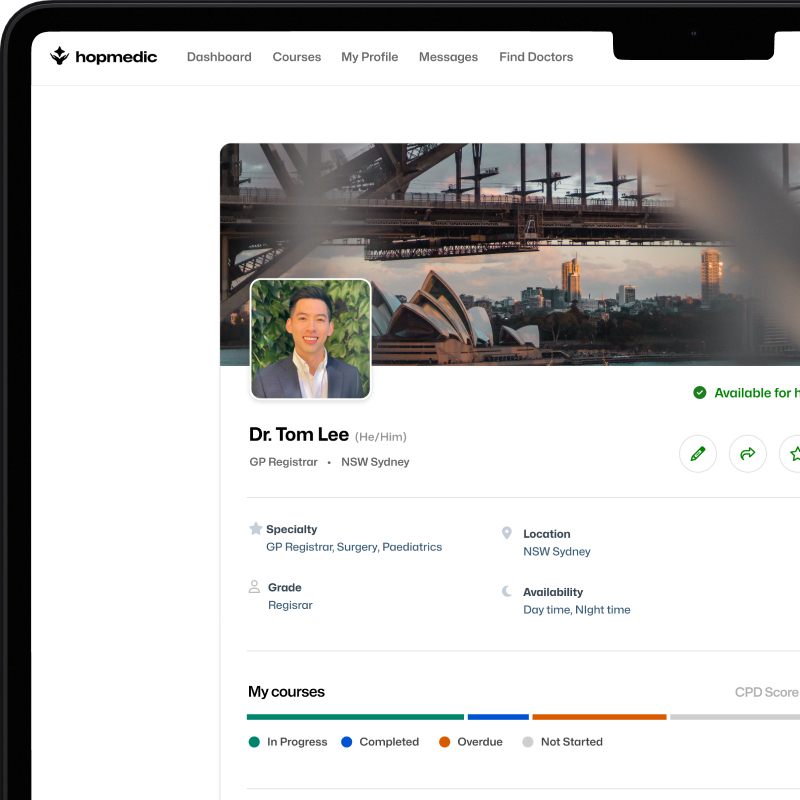 hopmedic Dashboard Courses My Profile Messages Find Doctors
Available for h
Dr. Tom Lee (He/Him)
GP Registrar • NSW Sydney
Specialty
GP Registrar, Surgery, Paediatrics
Location
NSW Sydney
Grade
Regisrar
Availability
Day time, NIght time
My courses CPD Score
In Progress Completed Overdue Not Started